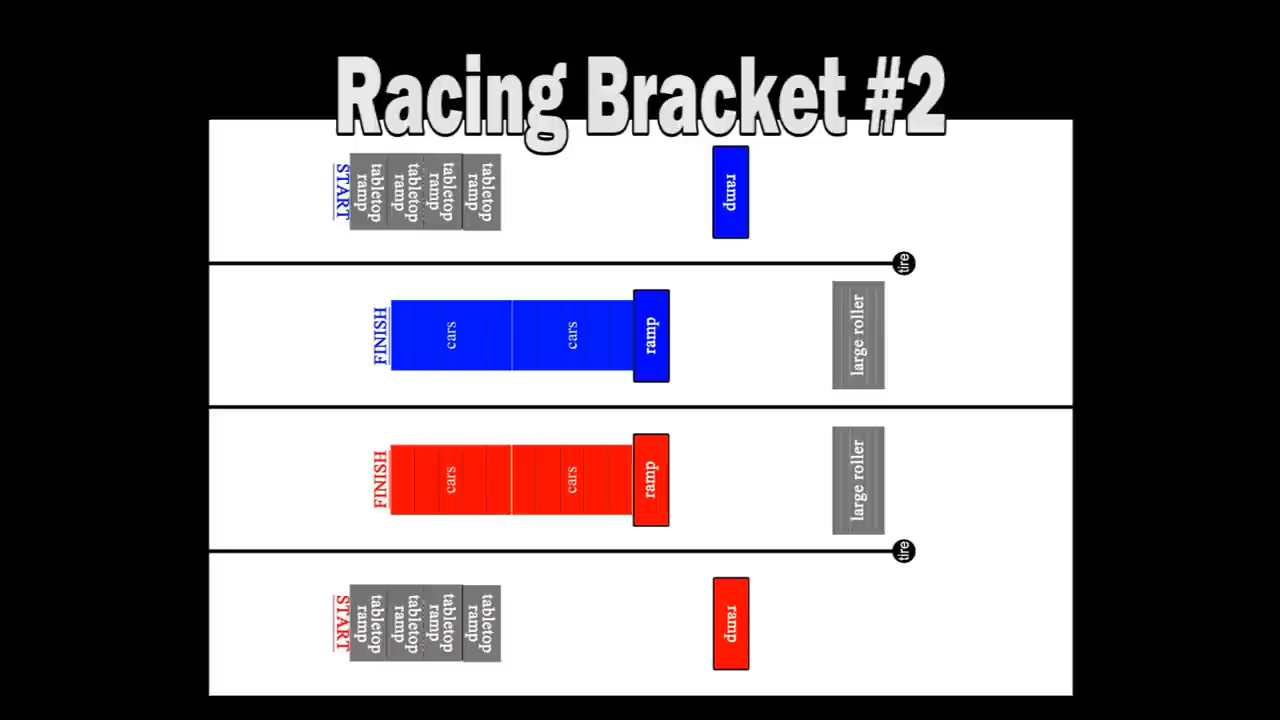 Racing Bracket #2
START
tabletop
ramp
tabletop
ramp
tabletop
ramp
tabletop
ramp
ramp
tire
FINISH
cars
cars
ramp
large roller
FINISH
cars
cars
ramp
large roller
tire
START
tabletop
ramp
tabletop
ramp
tabletop
ramp
tabletop
ramp
ramp